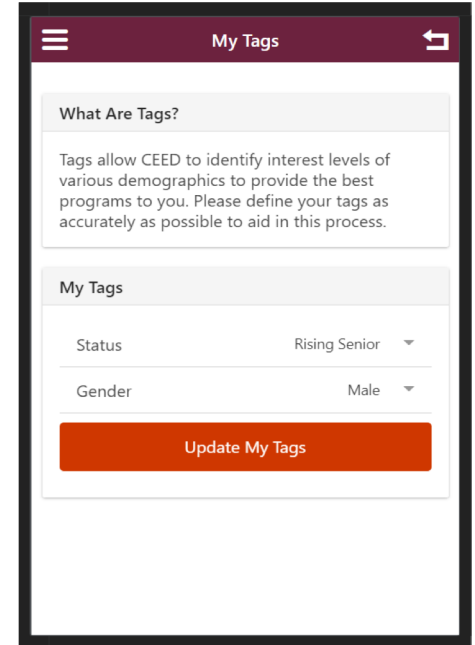 My Tags
What Are Tags?
Tags allow CEED to identify interest levels of
various demographics to provide the best
programs to you. Please define your tags as
accurately as possible to aid in this process.
My Tags
Status Rising Senior
Gender Male
Update My Tags